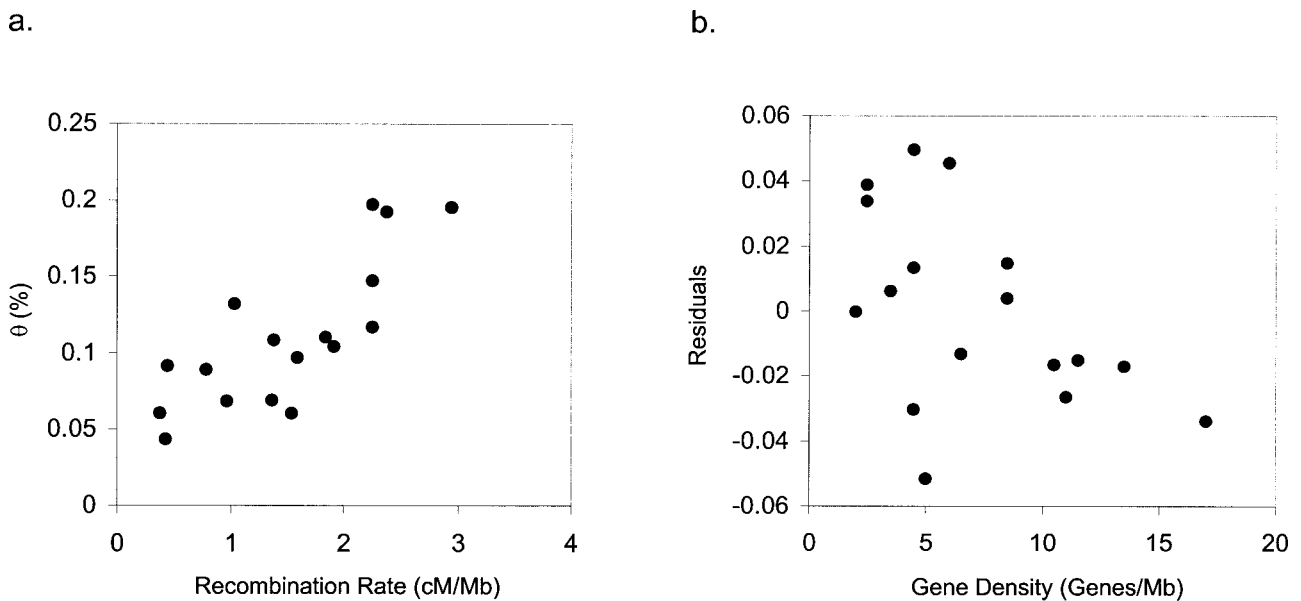 a.
0.25
0.2
0.15
0.1
0.05
0
θ (%)
0 1 2 3 4
Recombination Rate (cM/Mb)
b.
0.06
0.04
0.02
0
-0.02
-0.04
-0.06
Residuals
0 5 10 15 20
Gene Density (Genes/Mb)